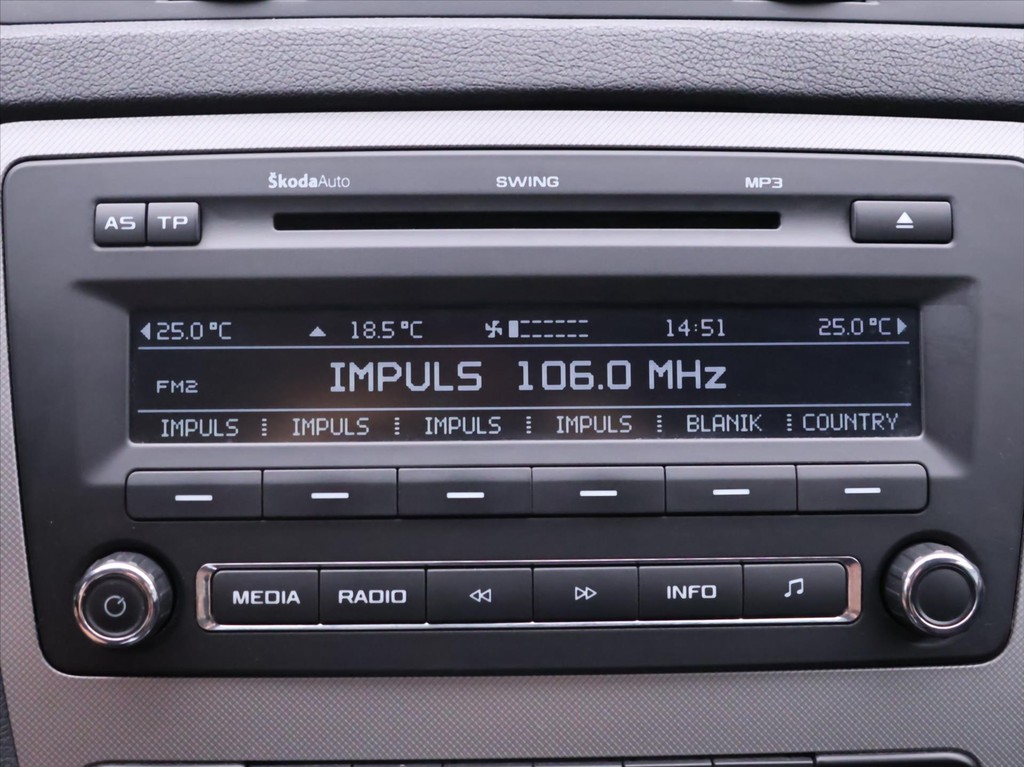 ŠkodaAuto SWING MP3
AS TP
25.0°C 18.5°C 14:51 25.0°C
FM2 IMPULS 106.0 MHz
IMPULS IMPULS IMPULS IMPULS BLANIK COUNTRY
MEDIA RADIO INFO